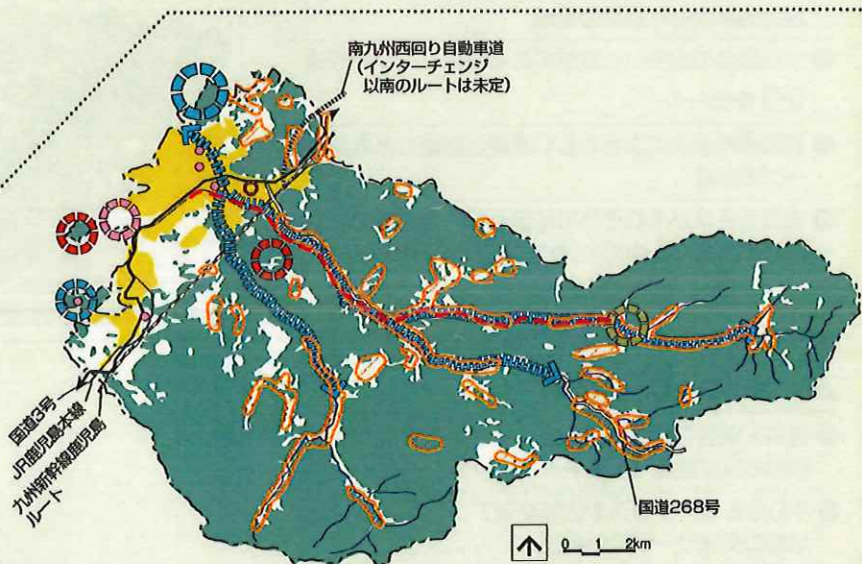 南九州西回り自動車道
(インターチェンジ
以南のルートは未定)
国道3号
JR鹿児島本線
九州新幹線鹿児島
ルート
国道268号
0 1 2km